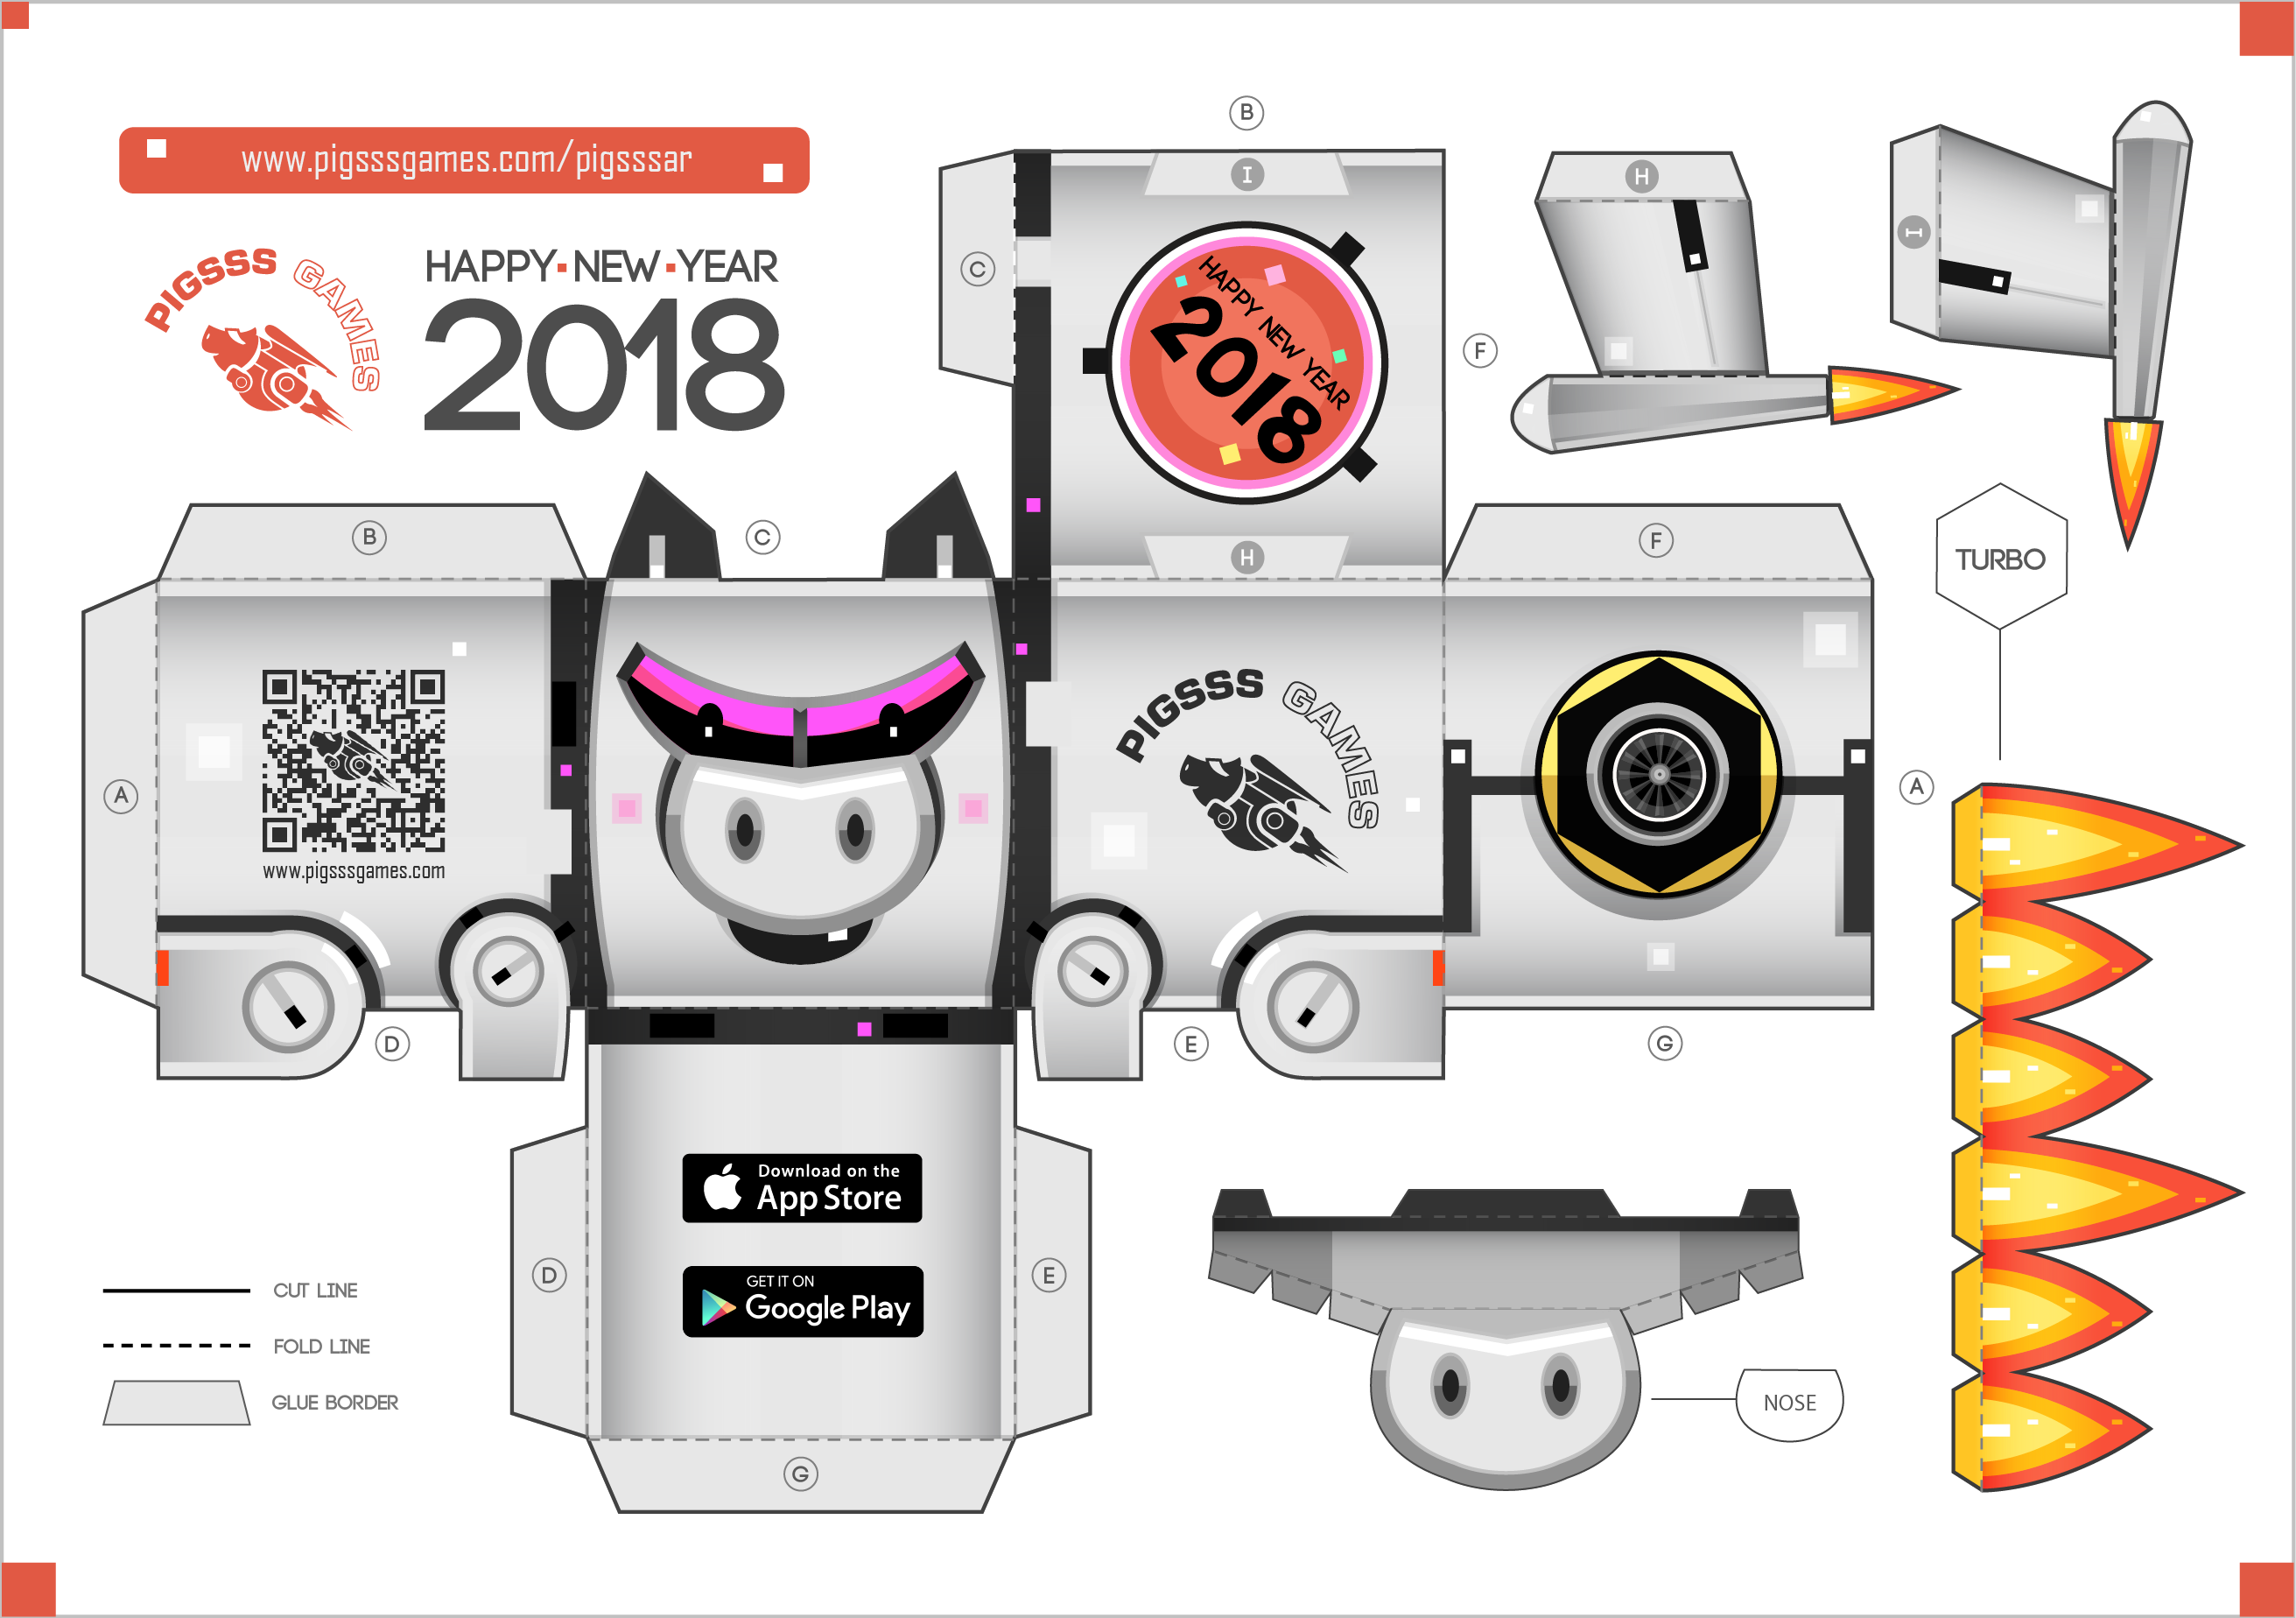 www.pigsssgames.com/pigsssar
PIGSSS GAMES
HAPPY·NEW·YEAR
2018
B
I
C
HAPPY NEW YEAR
2018
H
H
F
I
TURBO
B
C
F
A
www.pigsssgames.com
PIGSSS GAMES
A
D
E
G
Download on the
App Store
D
E
GET IT ON
Google Play
G
CUT LINE
FOLD LINE
GLUE BORDER
NOSE